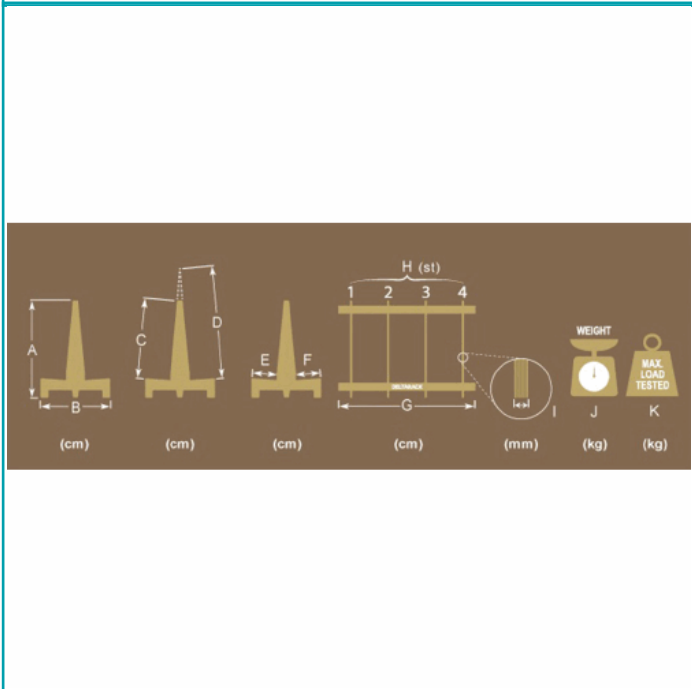 H (st)
1 2 3 4
A
B
C
D
E
F
G
I
WEIGHT
J
MAX.
LOAD
TESTED
K
(cm) (cm) (cm) (cm) (mm) (kg) (kg)